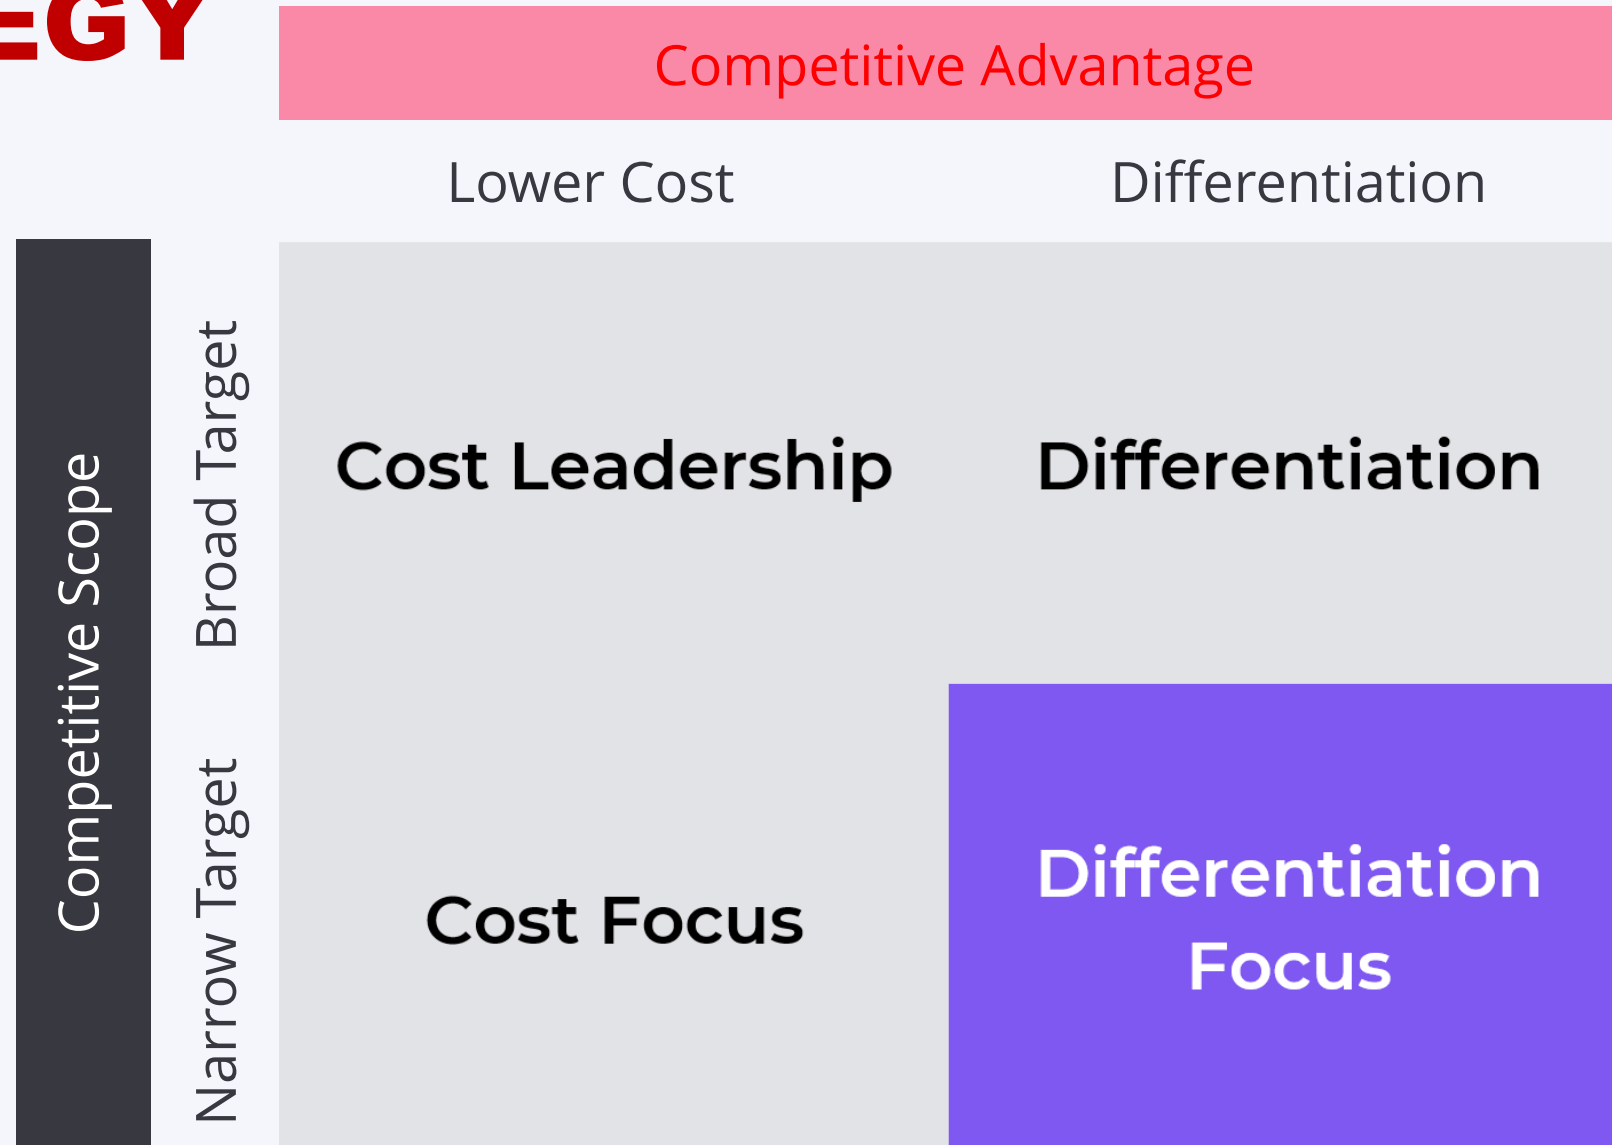 EGY
Competitive Advantage
Lower Cost
Differentiation
Competitive Scope
Broad Target
Cost Leadership
Differentiation
Narrow Target
Cost Focus
Differentiation
Focus